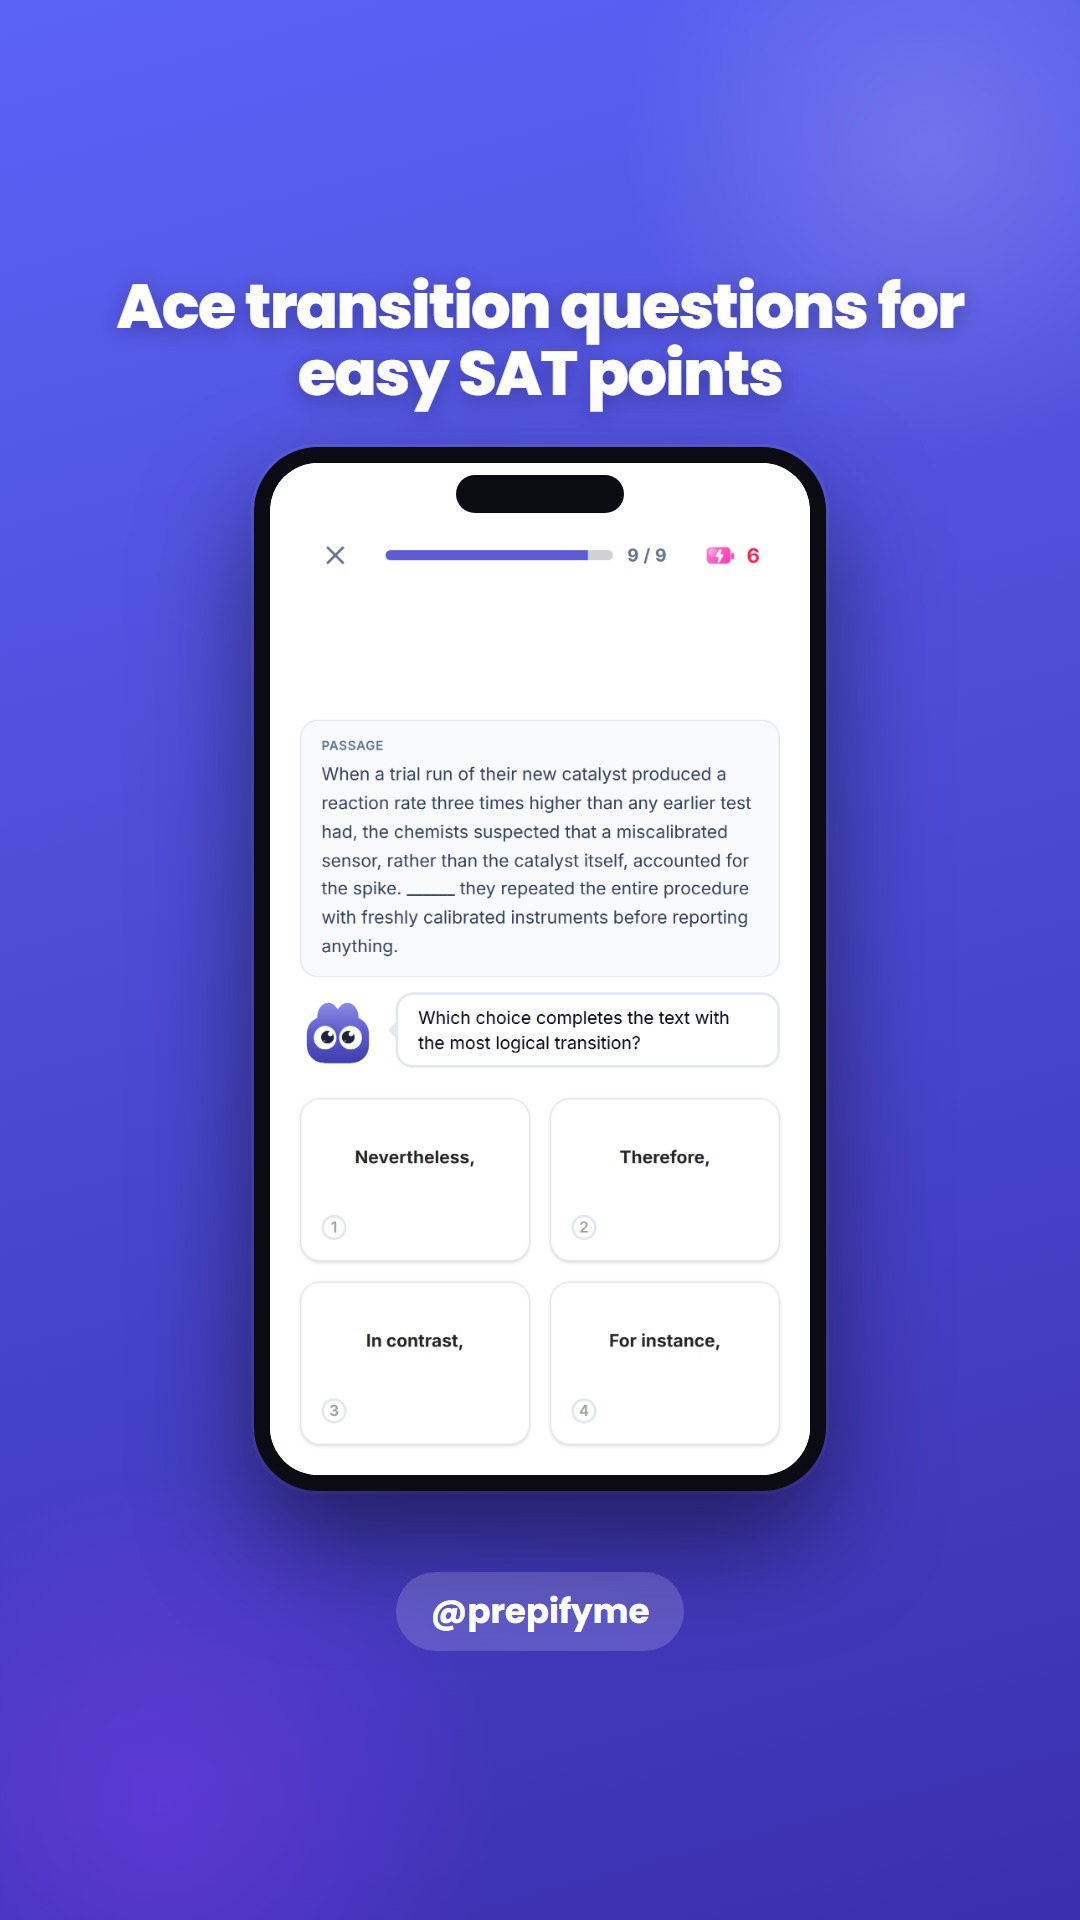 Ace transition questions for
easy SAT points
9 / 9
6
PASSAGE
When a trial run of their new catalyst produced a
reaction rate three times higher than any earlier test
had, the chemists suspected that a miscalibrated
sensor, rather than the catalyst itself, accounted for
the spike. _____ they repeated the entire procedure
with freshly calibrated instruments before reporting
anything.
Which choice completes the text with
the most logical transition?
Nevertheless,
1
Therefore,
2
In contrast,
3
For instance,
4
@prepifyme